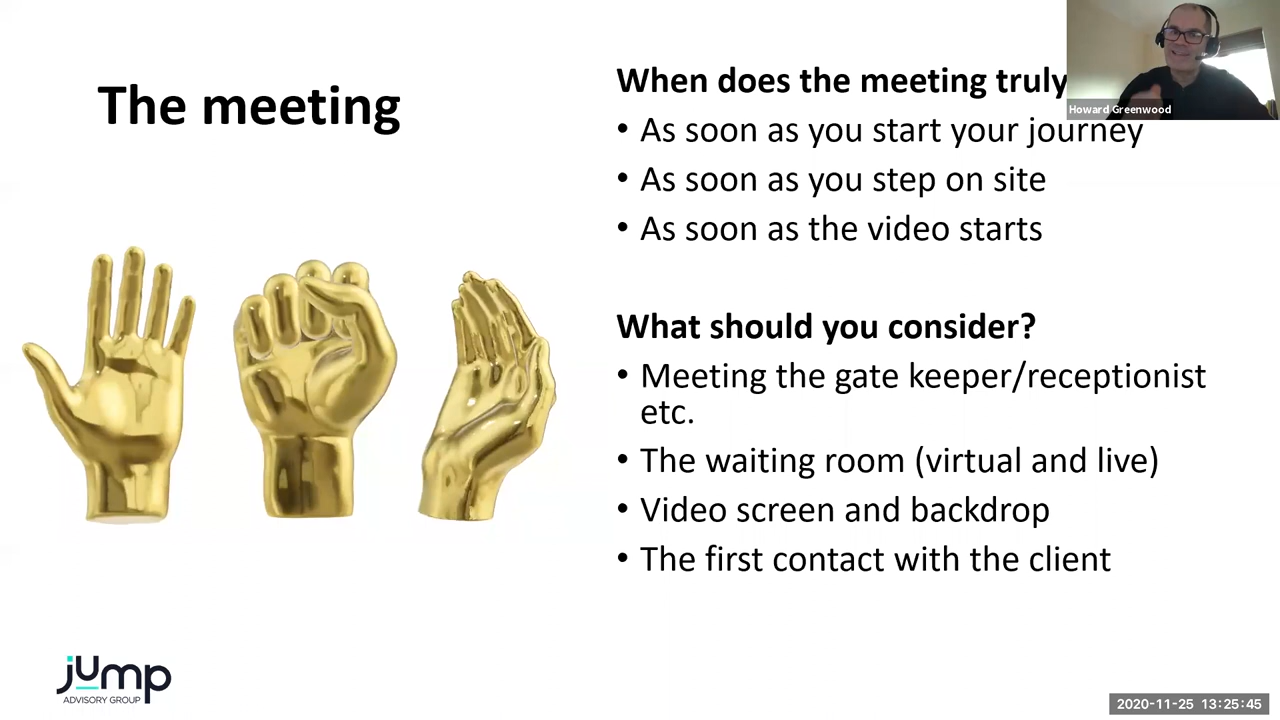 The meeting
When does the meeting truly
• As soon as you start your journey
• As soon as you step on site
• As soon as the video starts
What should you consider?
• Meeting the gate keeper/receptionist
etc.
• The waiting room (virtual and live)
• Video screen and backdrop
• The first contact with the client
Howard Greenwood
jump
ADVISORY GROUP
2020-11-25 13:25:45